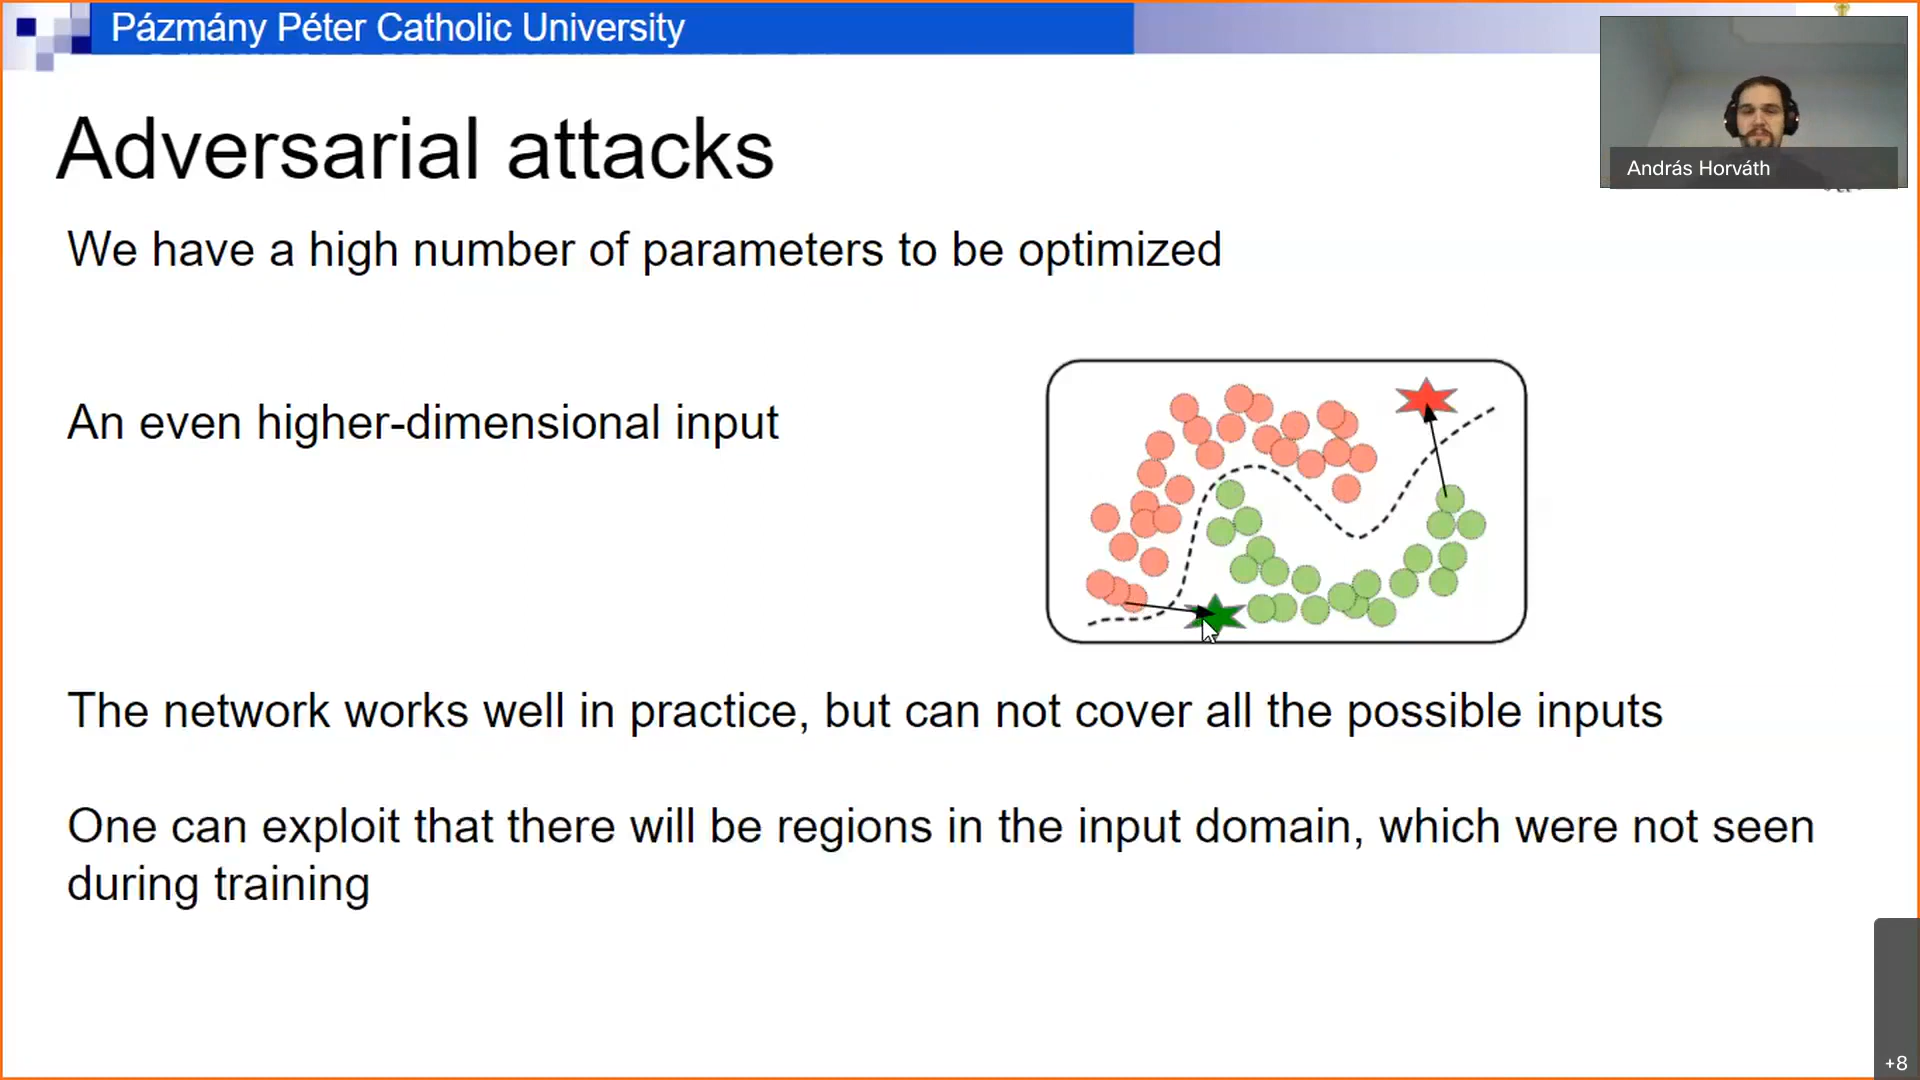 Pázmány Péter Catholic University
András Horváth
Adversarial attacks
We have a high number of parameters to be optimized
An even higher-dimensional input
The network works well in practice, but can not cover all the possible inputs
One can exploit that there will be regions in the input domain, which were not seen
during training
+8